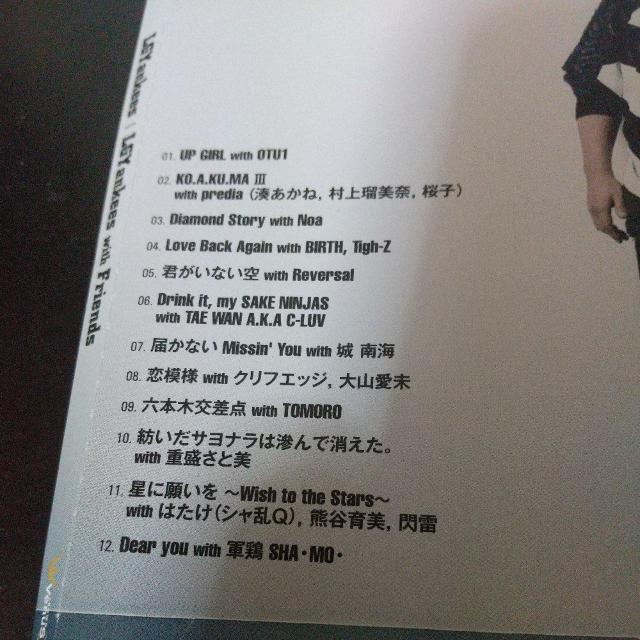 LGYankees | LGYankees with Friends
01. UP GIRL with OTU1
02. KO.A.KU.MA Ⅲ
with predia（湊あかね, 村上瑠美奈, 桜子）
03. Diamond Story with Noa
04. Love Back Again with BIRTH, Tigh-Z
05. 君がいない空 with Reversal
06. Drink it, my SAKE NINJAS
with TAE WAN A.K.A C-LUV
07. 届かない Missin' You with 城 南海
08. 恋模様 with クリフエッジ, 大山愛未
09. 六本木交差点 with TOMORO
10. 紡いだサヨナラは滲んで消えた。
with 重盛さと美
11. 星に願いを ～Wish to the Stars～
with はたけ（シャ乱Q）, 熊谷育美, 閃雷
12. Dear you with 軍鶏 SHA・MO・
venus